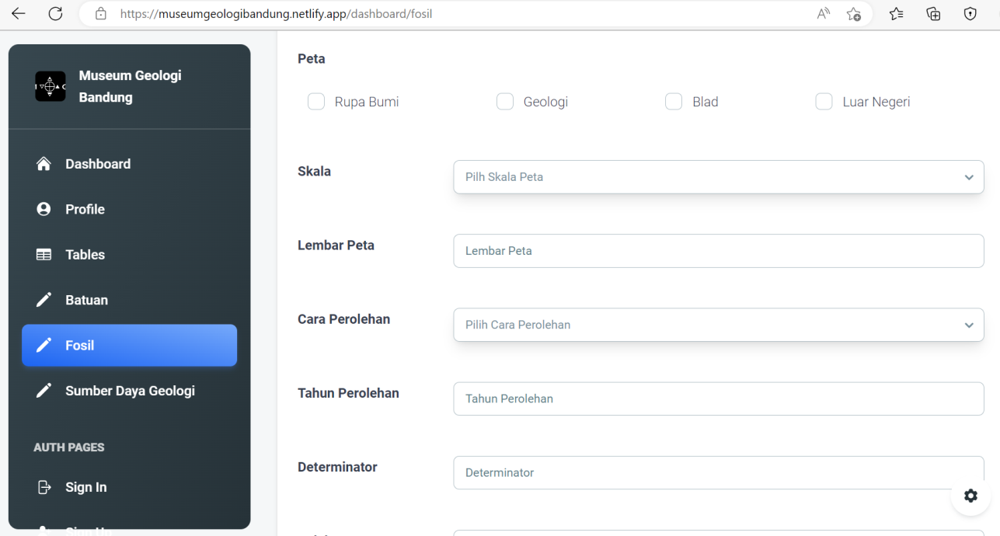 https://museumgeologibandung.netlify.app/dashboard/fosil
Museum Geologi
Bandung
Dashboard
Profile
Tables
Batuan
Fosil
Sumber Daya Geologi
AUTH PAGES
Sign In
Peta
Rupa Bumi
Geologi
Blad
Luar Negeri
Skala
Pilh Skala Peta
Lembar Peta
Lembar Peta
Cara Perolehan
Pilih Cara Perolehan
Tahun Perolehan
Tahun Perolehan
Determinator
Determinator